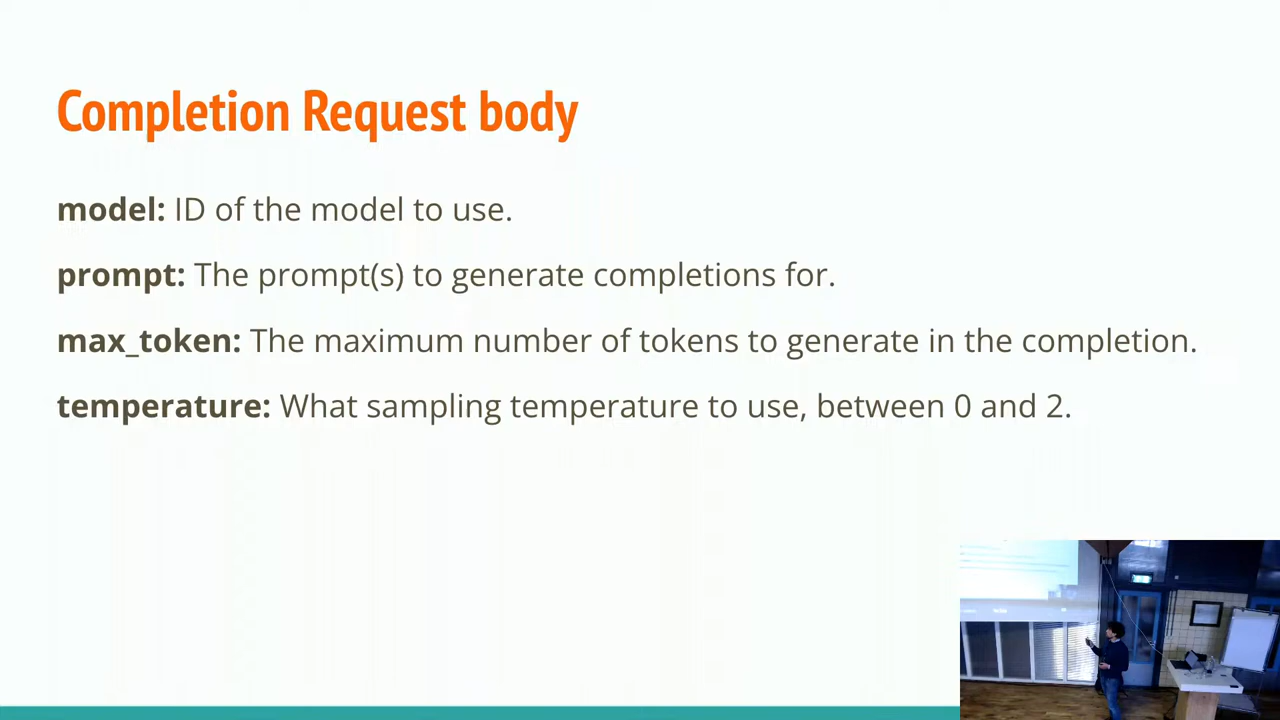 Completion Request body
model: ID of the model to use.
prompt: The prompt(s) to generate completions for.
max_token: The maximum number of tokens to generate in the completion.
temperature: What sampling temperature to use, between 0 and 2.